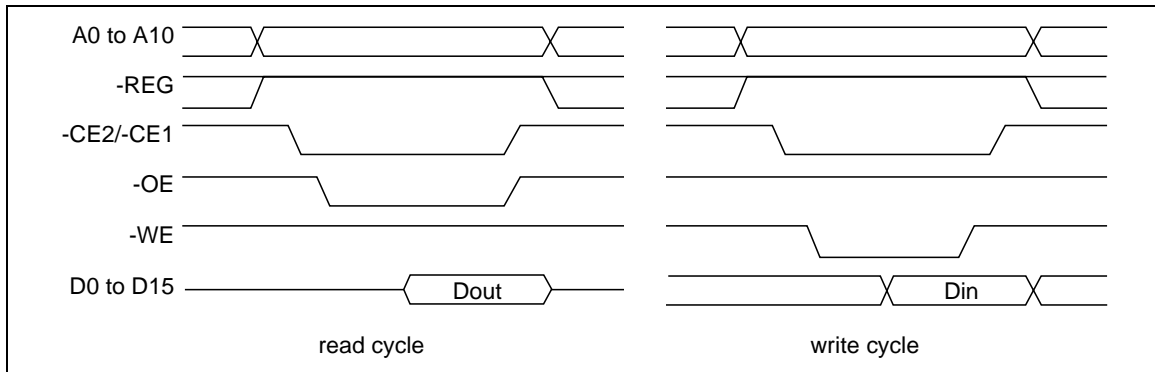 A0 to A10
-REG
-CE2/-CE1
-OE
-WE
D0 to D15
Dout
Din
read cycle
write cycle